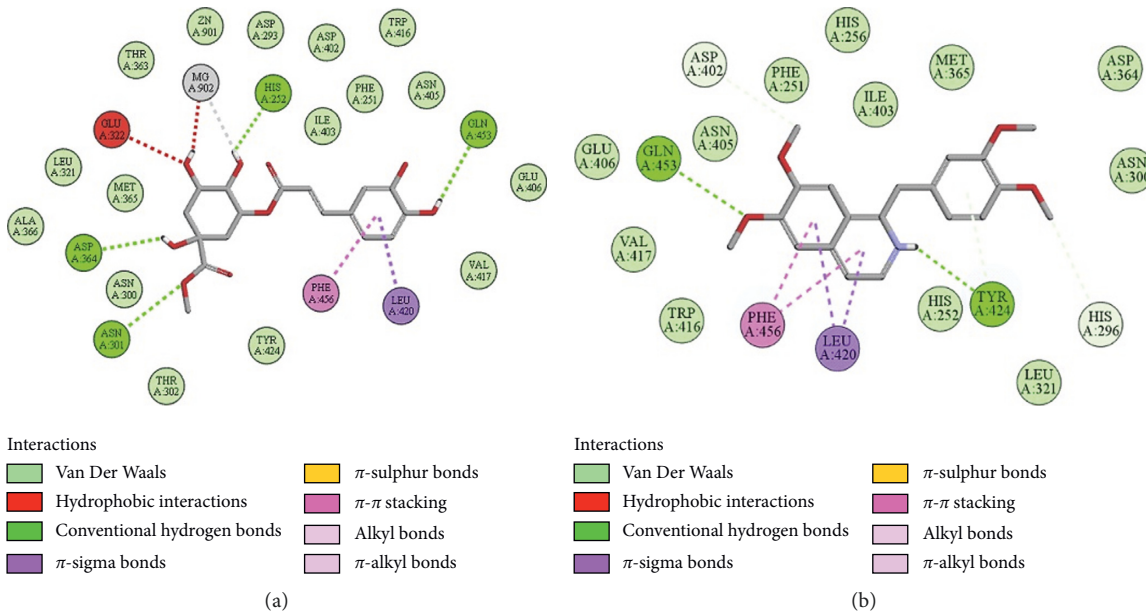 ZN
A:901
ASP
A:293
ASP
A:402
TRP
A:416
THR
A:363
MG
A:902
HIS
A:252
PHE
A:251
ASN
A:405
ILE
A:403
GLU
A:322
GLN
A:453
LEU
A:321
MET
A:365
GLU
A:406
ALA
A:366
ASP
A:364
ASN
A:300
VAL
A:417
PHE
A:456
LEU
A:420
ASN
A:301
TYR
A:424
THR
A:302
Interactions
Van Der Waals
Hydrophobic interactions
Conventional hydrogen bonds
π-sigma bonds
π-sulphur bonds
π-π stacking
Alkyl bonds
π-alkyl bonds
(a)
HIS
A:256
ASP
A:402
PHE
A:251
MET
A:365
ASP
A:364
ILE
A:403
ASN
A:405
GLU
A:406
GLN
A:453
ASN
A:300
VAL
A:417
TRP
A:416
PHE
A:456
LEU
A:420
HIS
A:252
TYR
A:424
HIS
A:296
LEU
A:321
Interactions
Van Der Waals
Hydrophobic interactions
Conventional hydrogen bonds
π-sigma bonds
π-sulphur bonds
π-π stacking
Alkyl bonds
π-alkyl bonds
(b)